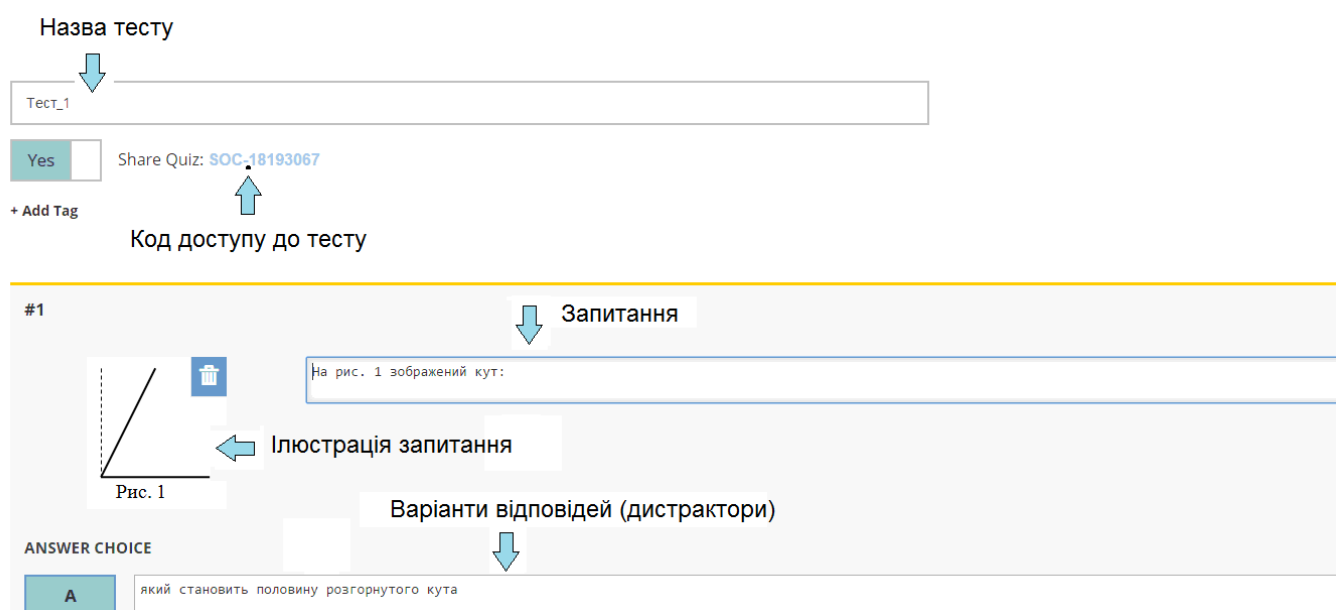 Назва тесту
Тест_1
Yes
Share Quiz: SOC-18193067
+ Add Tag
Код доступу до тесту
#1
Запитання
На рис. 1 зображений кут:
Ілюстрація запитання
Рис. 1
Варіанти відповідей (дистрактори)
ANSWER CHOICE
A
який становить половину розгорнутого кута